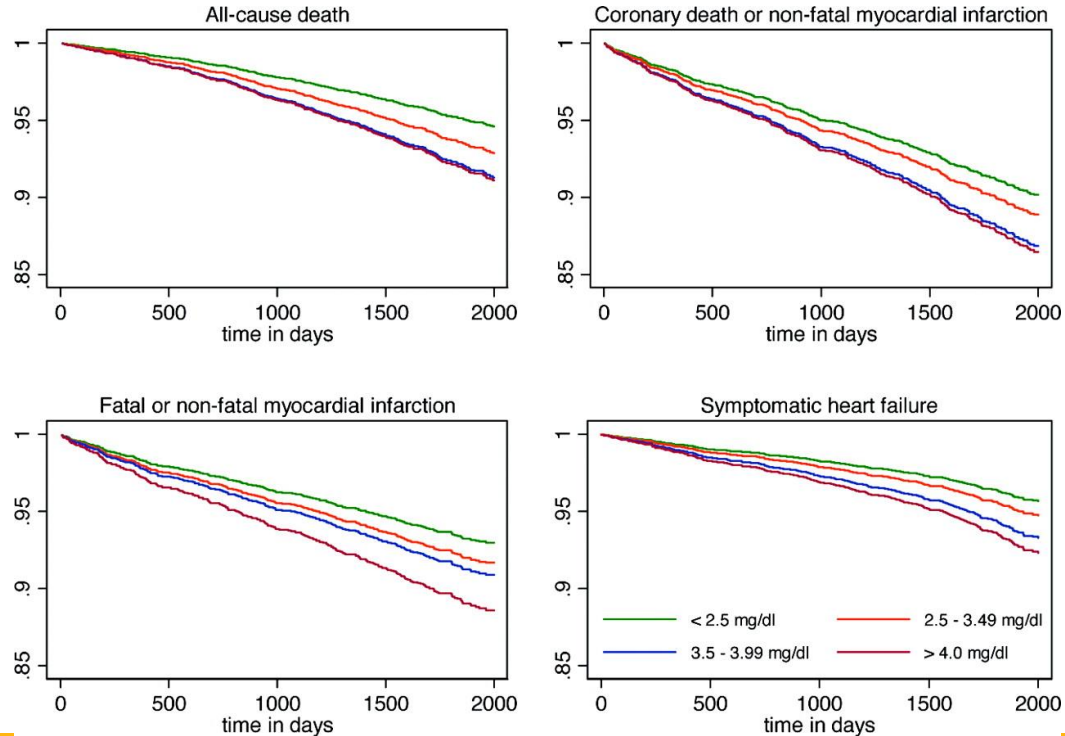 All-cause death
1
.95
.9
.85
0 500 1000 1500 2000
time in days
Coronary death or non-fatal myocardial infarction
1
.95
.9
.85
0 500 1000 1500 2000
time in days
Fatal or non-fatal myocardial infarction
1
.95
.9
.85
0 500 1000 1500 2000
time in days
Symptomatic heart failure
1
.95
.9
.85
< 2.5 mg/dl 2.5 - 3.49 mg/dl
3.5 - 3.99 mg/dl > 4.0 mg/dl
0 500 1000 1500 2000
time in days